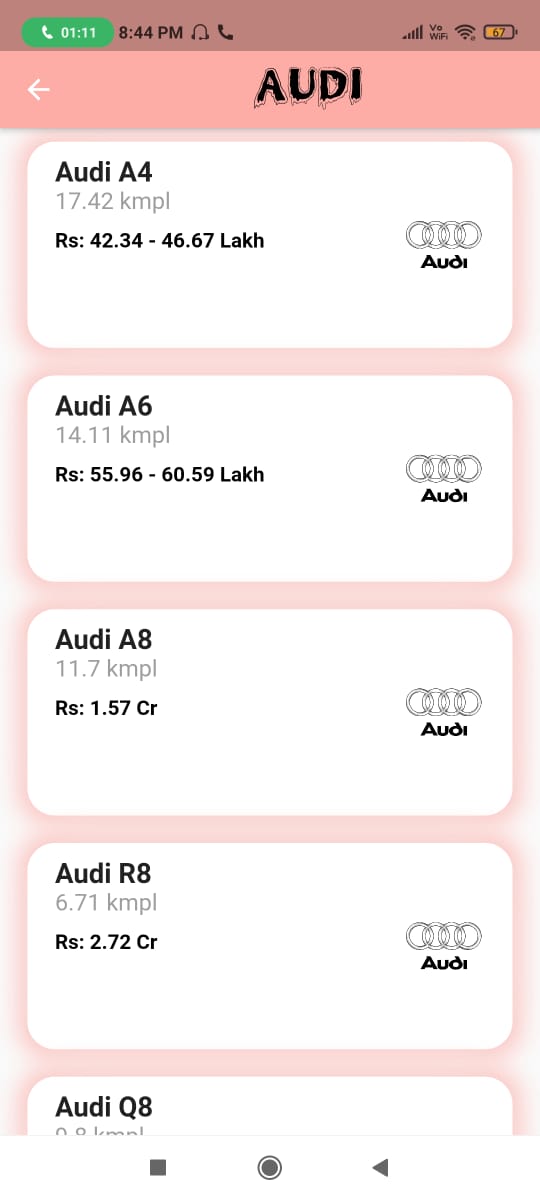 01:11 8:44 PM Vo WiFi 67
AUDI
Audi A4
17.42 kmpl
Rs: 42.34 - 46.67 Lakh
Audi
Audi A6
14.11 kmpl
Rs: 55.96 - 60.59 Lakh
Audi
Audi A8
11.7 kmpl
Rs: 1.57 Cr
Audi
Audi R8
6.71 kmpl
Rs: 2.72 Cr
Audi
Audi Q8